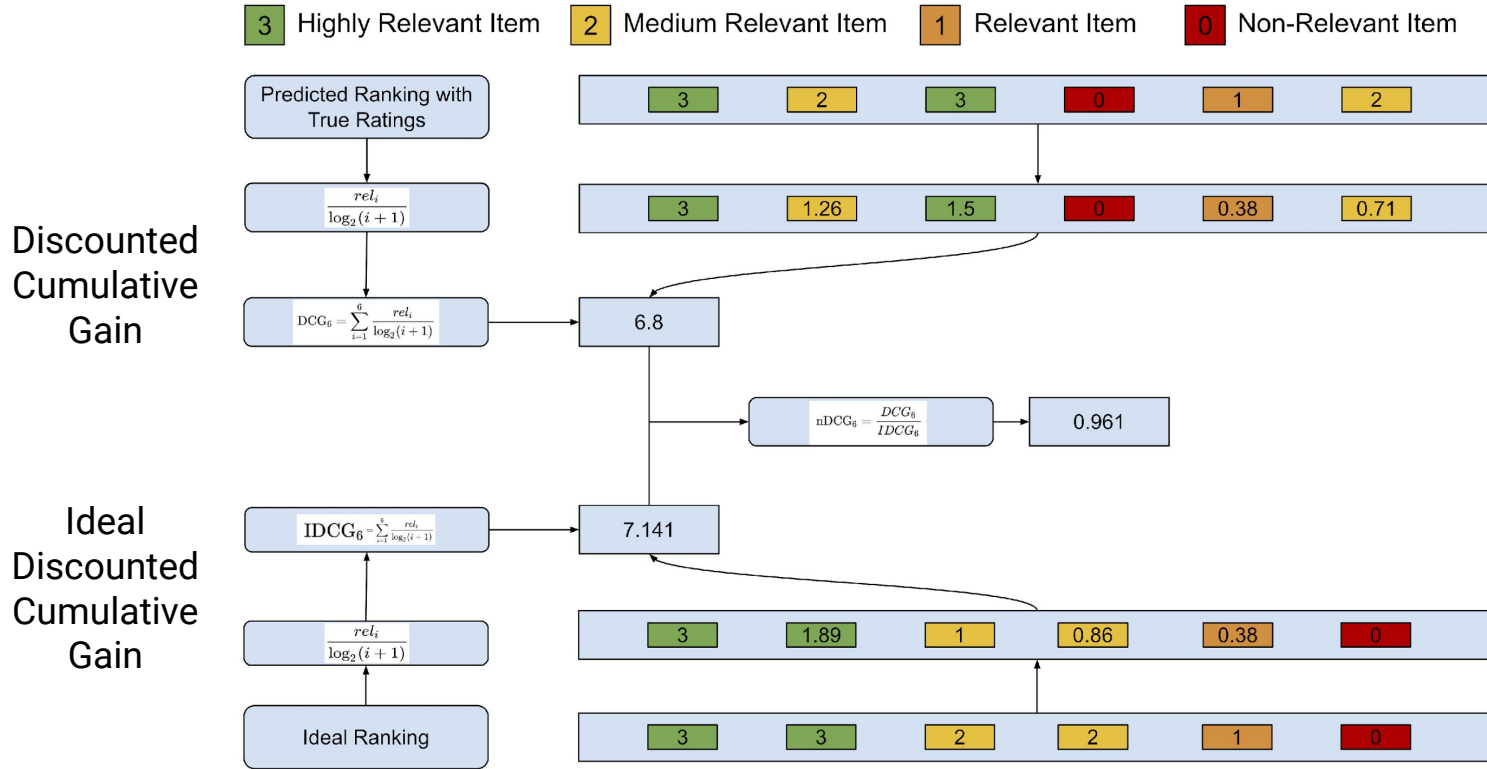 3 Highly Relevant Item 2 Medium Relevant Item 1 Relevant Item 0 Non-Relevant Item
Predicted Ranking with
True Ratings
3 2 3 0 1 2
rel_i / log_2(i + 1)
3 1.26 1.5 0 0.38 0.71
Discounted
Cumulative
Gain
DCG_6 = ∑_{i=1}^{6} rel_i / log_2(i + 1)
6.8
nDCG_6 = DCG_6 / IDCG_6
0.961
Ideal
Discounted
Cumulative
Gain
IDCG_6 = ∑_{i=1}^{6} rel_i / log_2(i + 1)
7.141
rel_i / log_2(i + 1)
3 1.89 1 0.86 0.38 0
Ideal Ranking
3 3 2 2 1 0